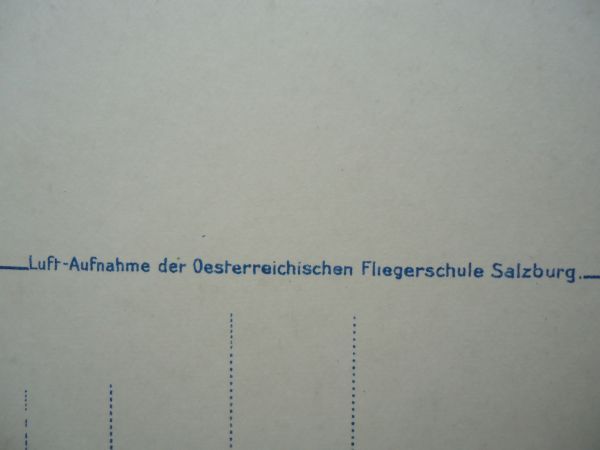 Luft-Aufnahme der Oesterreichischen Fliegerschule Salzburg.